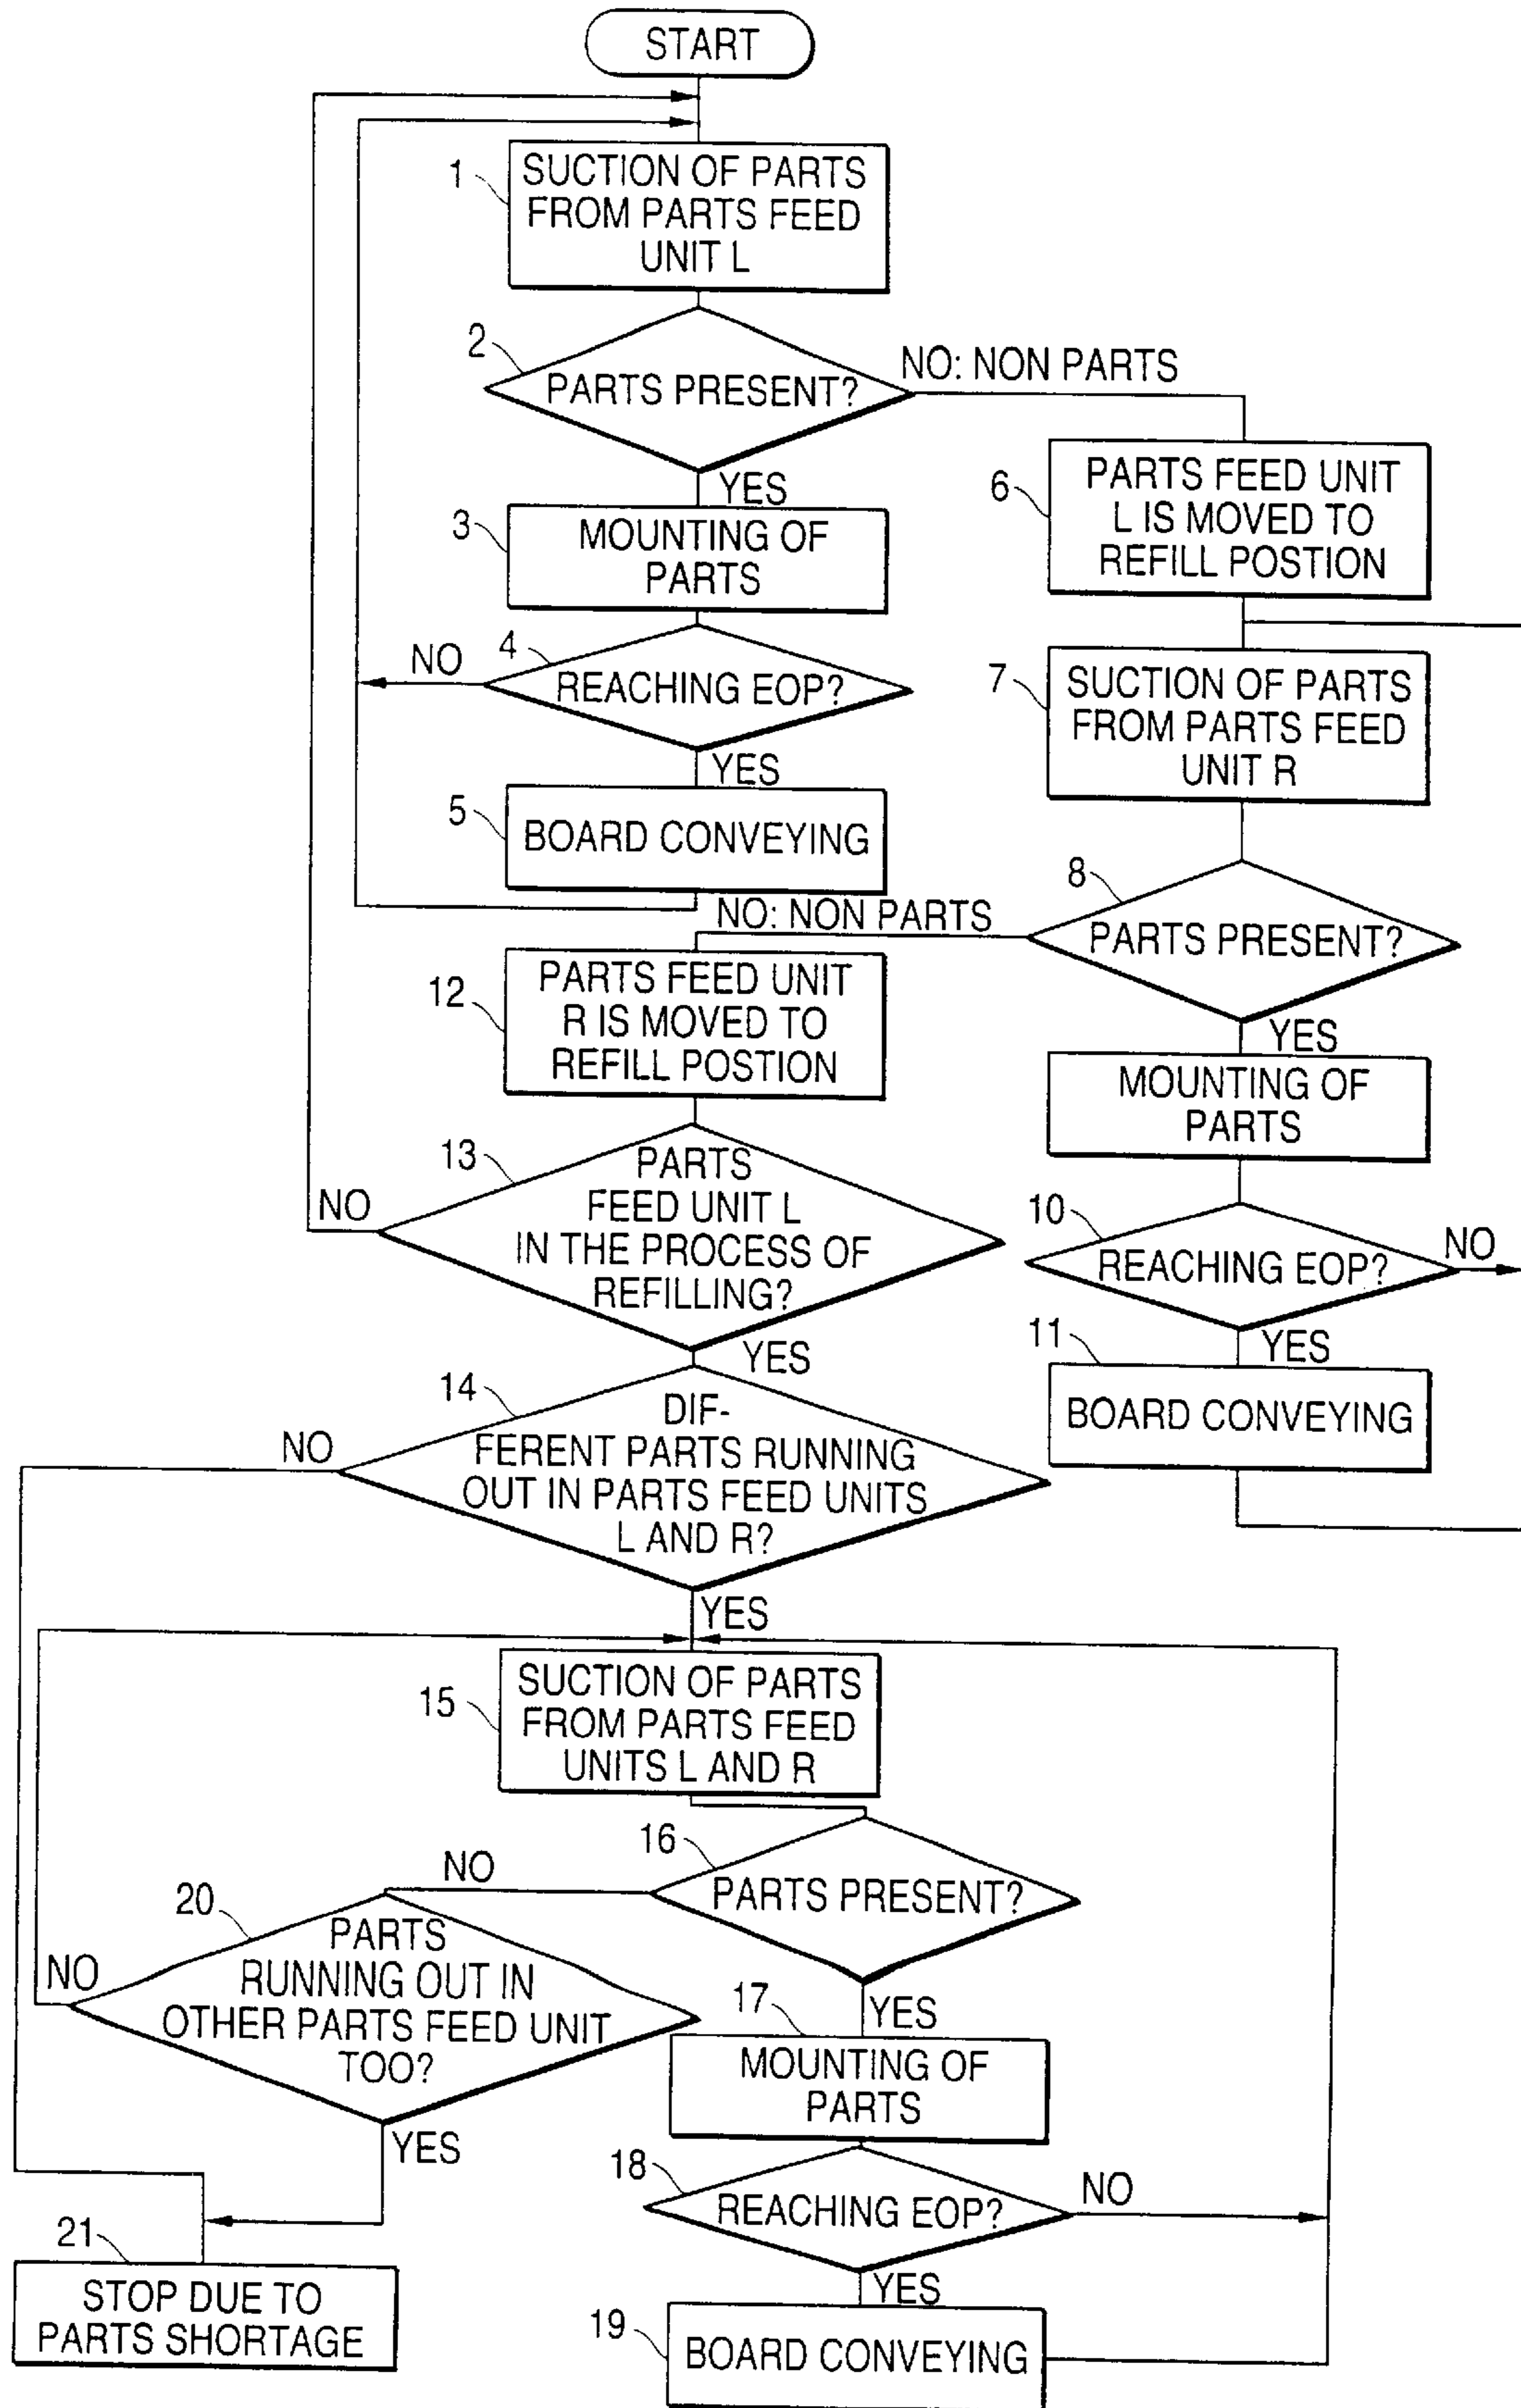 START
1
SUCTION OF PARTS
FROM PARTS FEED
UNIT L
2
PARTS PRESENT?
NO: NON PARTS
YES
3
MOUNTING OF
PARTS
4
NO
REACHING EOP?
YES
5
BOARD CONVEYING
6
PARTS FEED UNIT
L IS MOVED TO
REFILL POSTION
7
SUCTION OF PARTS
FROM PARTS FEED
UNIT R
8
PARTS PRESENT?
NO: NON PARTS
YES
MOUNTING OF
PARTS
10
REACHING EOP?
NO
YES
11
BOARD CONVEYING
12
PARTS FEED UNIT
R IS MOVED TO
REFILL POSTION
13
PARTS
FEED UNIT L
IN THE PROCESS OF
REFILLING?
NO
YES
14
DIF-
FERENT PARTS RUNNING
OUT IN PARTS FEED UNITS
L AND R?
NO
YES
15
SUCTION OF PARTS
FROM PARTS FEED
UNITS L AND R
16
PARTS PRESENT?
NO
YES
17
MOUNTING OF
PARTS
18
REACHING EOP?
NO
YES
19
BOARD CONVEYING
20
PARTS
RUNNING OUT IN
OTHER PARTS FEED UNIT
TOO?
NO
YES
21
STOP DUE TO
PARTS SHORTAGE